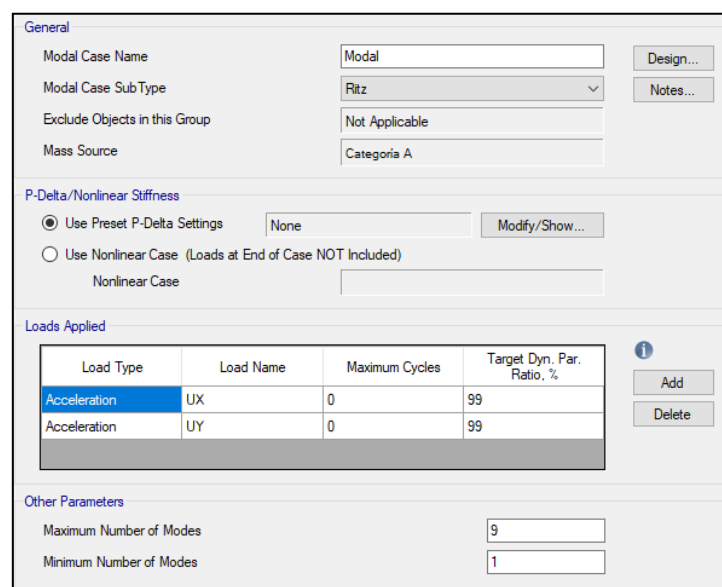 General
Modal Case Name Modal Design...
Modal Case SubType Ritz Notes...
Exclude Objects in this Group Not Applicable
Mass Source Categoría A
P-Delta/Nonlinear Stiffness
Use Preset P-Delta Settings None Modify/Show...
Use Nonlinear Case (Loads at End of Case NOT Included)
Nonlinear Case
Loads Applied
Load Type Load Name Maximum Cycles Target Dyn. Par. Ratio, %
Acceleration UX 0 99
Acceleration UY 0 99
Add
Delete
Other Parameters
Maximum Number of Modes 9
Minimum Number of Modes 1